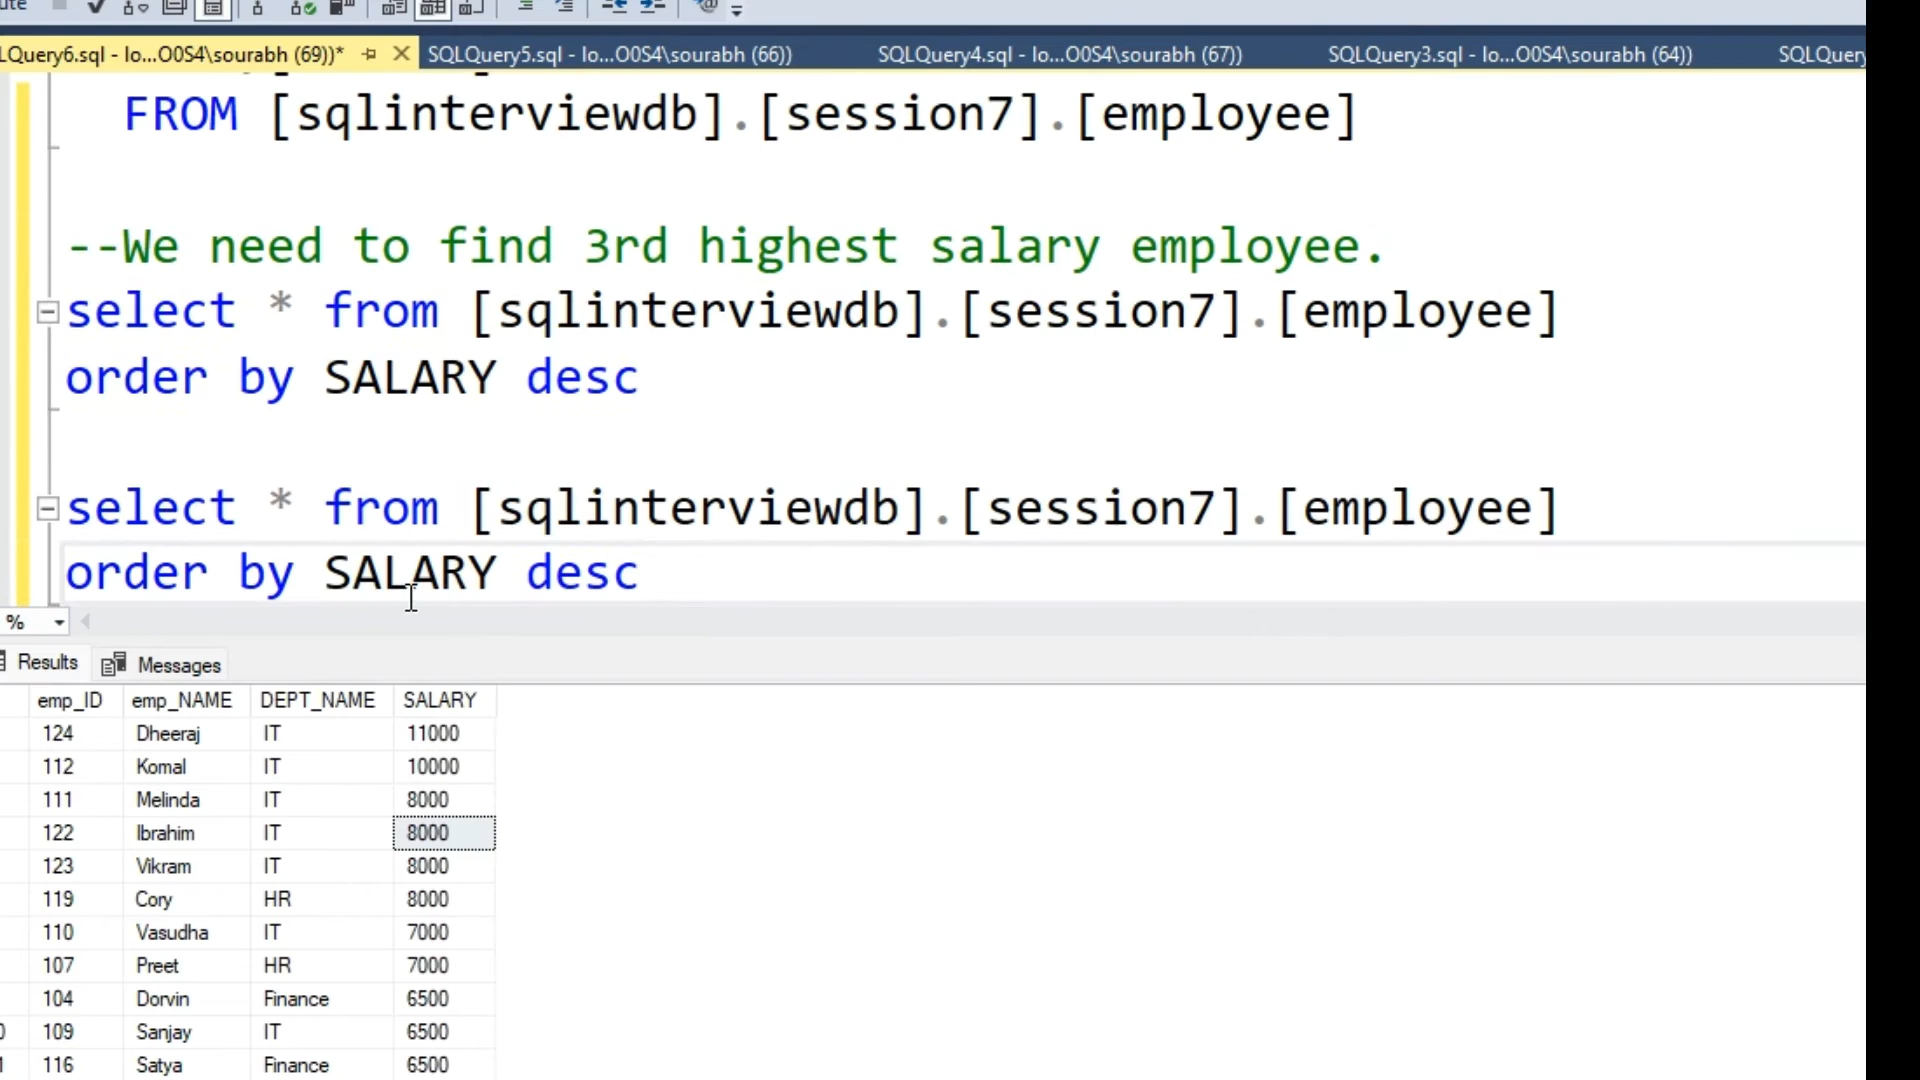 ute
LQuery6.sql - lo...O0S4\sourabh (69))*
SQLQuery5.sql - lo...O0S4\sourabh (66))
SQLQuery4.sql - lo...O0S4\sourabh (67))
SQLQuery3.sql - lo...O0S4\sourabh (64))
SQLQuery
FROM [sqlinterviewdb].[session7].[employee]
--We need to find 3rd highest salary employee.
select * from [sqlinterviewdb].[session7].[employee]
order by SALARY desc
select * from [sqlinterviewdb].[session7].[employee]
order by SALARY desc
%
Results Messages
emp_ID emp_NAME DEPT_NAME SALARY
124 Dheeraj IT 11000
112 Komal IT 10000
111 Melinda IT 8000
122 Ibrahim IT 8000
123 Vikram IT 8000
119 Cory HR 8000
110 Vasudha IT 7000
107 Preet HR 7000
104 Dorvin Finance 6500
0 109 Sanjay IT 6500
1 116 Satya Finance 6500